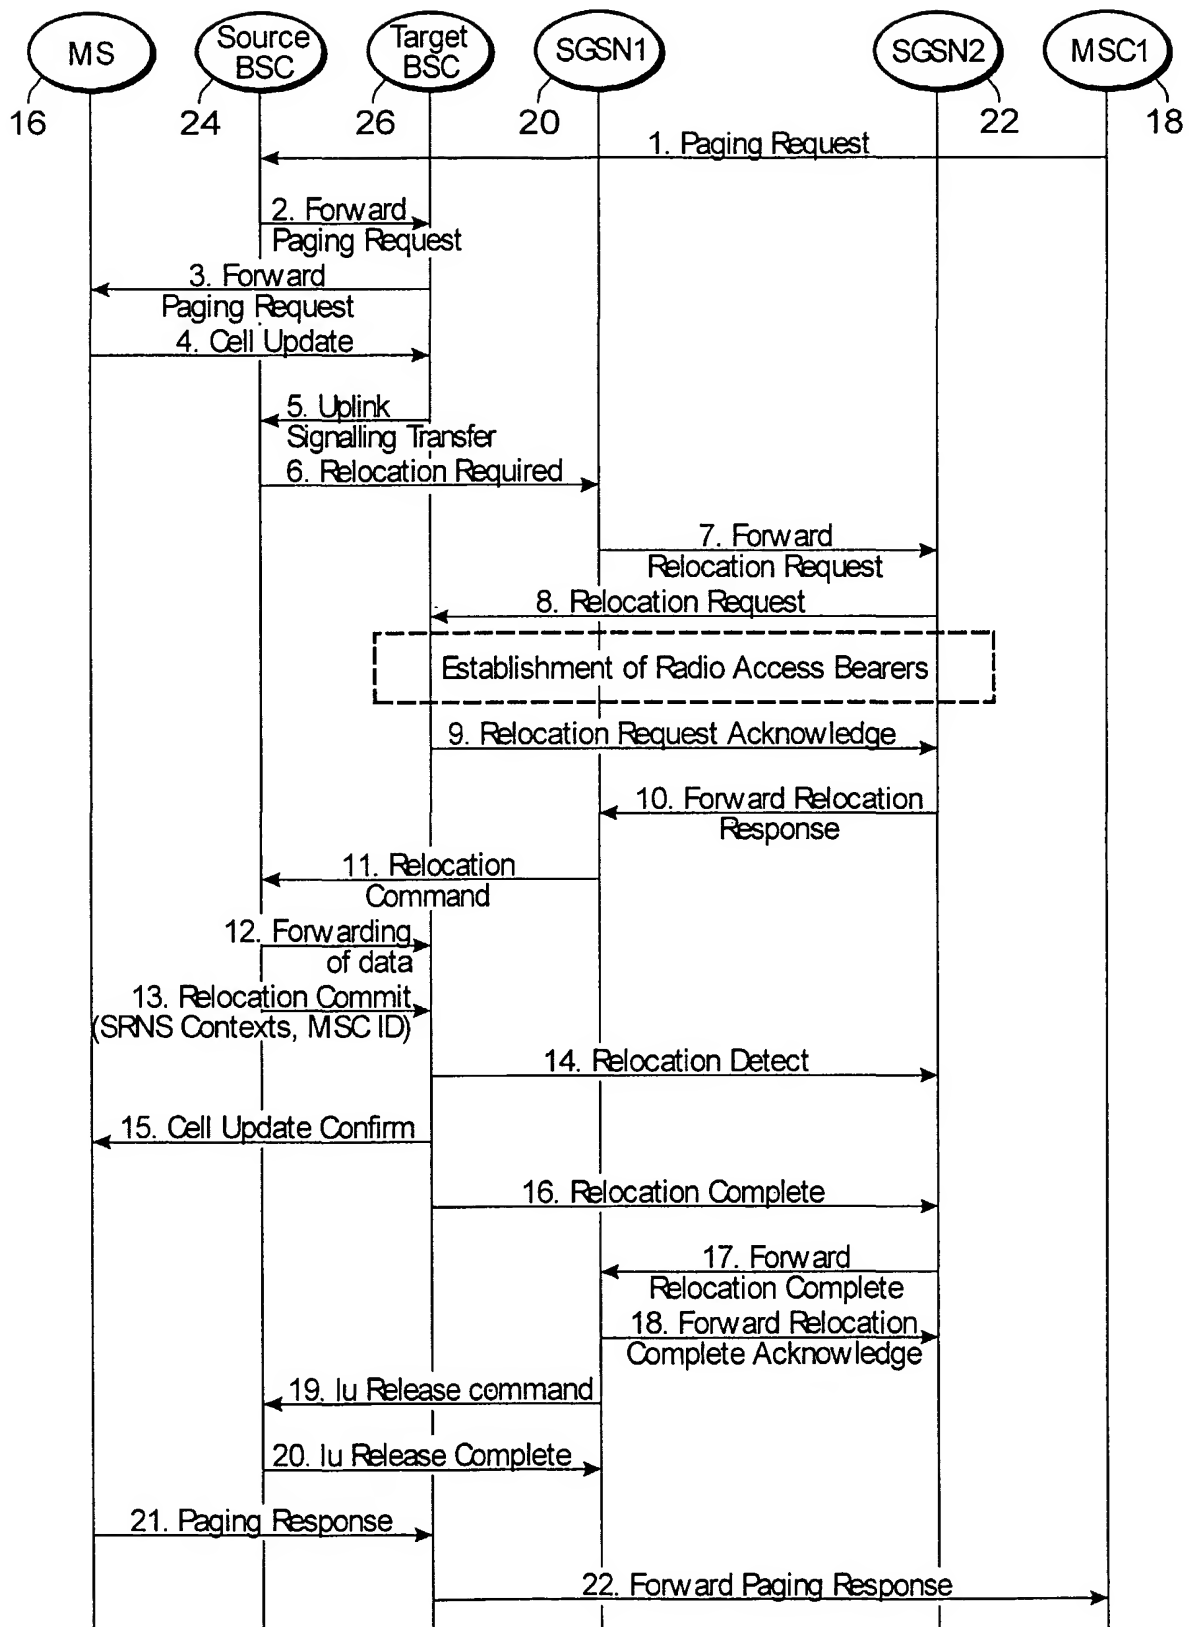 MS
Source
BSC
Target
BSC
SGSN1
SGSN2
MSC1
16
24
26
20
22
18
1. Paging Request
2. Forward
Paging Request
3. Forward
Paging Request
4. Cell Update
5. Uplink
Signalling Transfer
6. Relocation Required
7. Forward
Relocation Request
8. Relocation Request
Establishment of Radio Access Bearers
9. Relocation Request Acknowledge
10. Forward Relocation
Response
11. Relocation
Command
12. Forwarding
of data
13. Relocation Commit
(SRNS Contexts, MSC ID)
14. Relocation Detect
15. Cell Update Confirm
16. Relocation Complete
17. Forward
Relocation Complete
18. Forward Relocation
Complete Acknowledge
19. Iu Release command
20. Iu Release Complete
21. Paging Response
22. Forward Paging Response